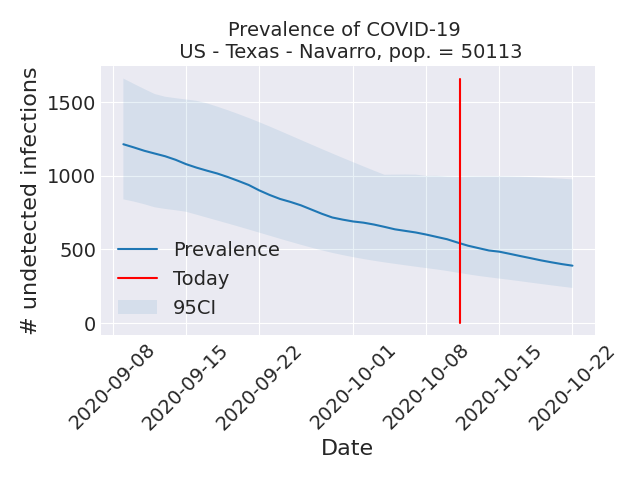 Prevalence of COVID-19
US - Texas - Navarro, pop. = 50113
# undetected infections
1500
1000
500
0
Prevalence
Today
95CI
2020-09-08
2020-09-15
2020-09-22
2020-10-01
2020-10-08
2020-10-15
2020-10-22
Date